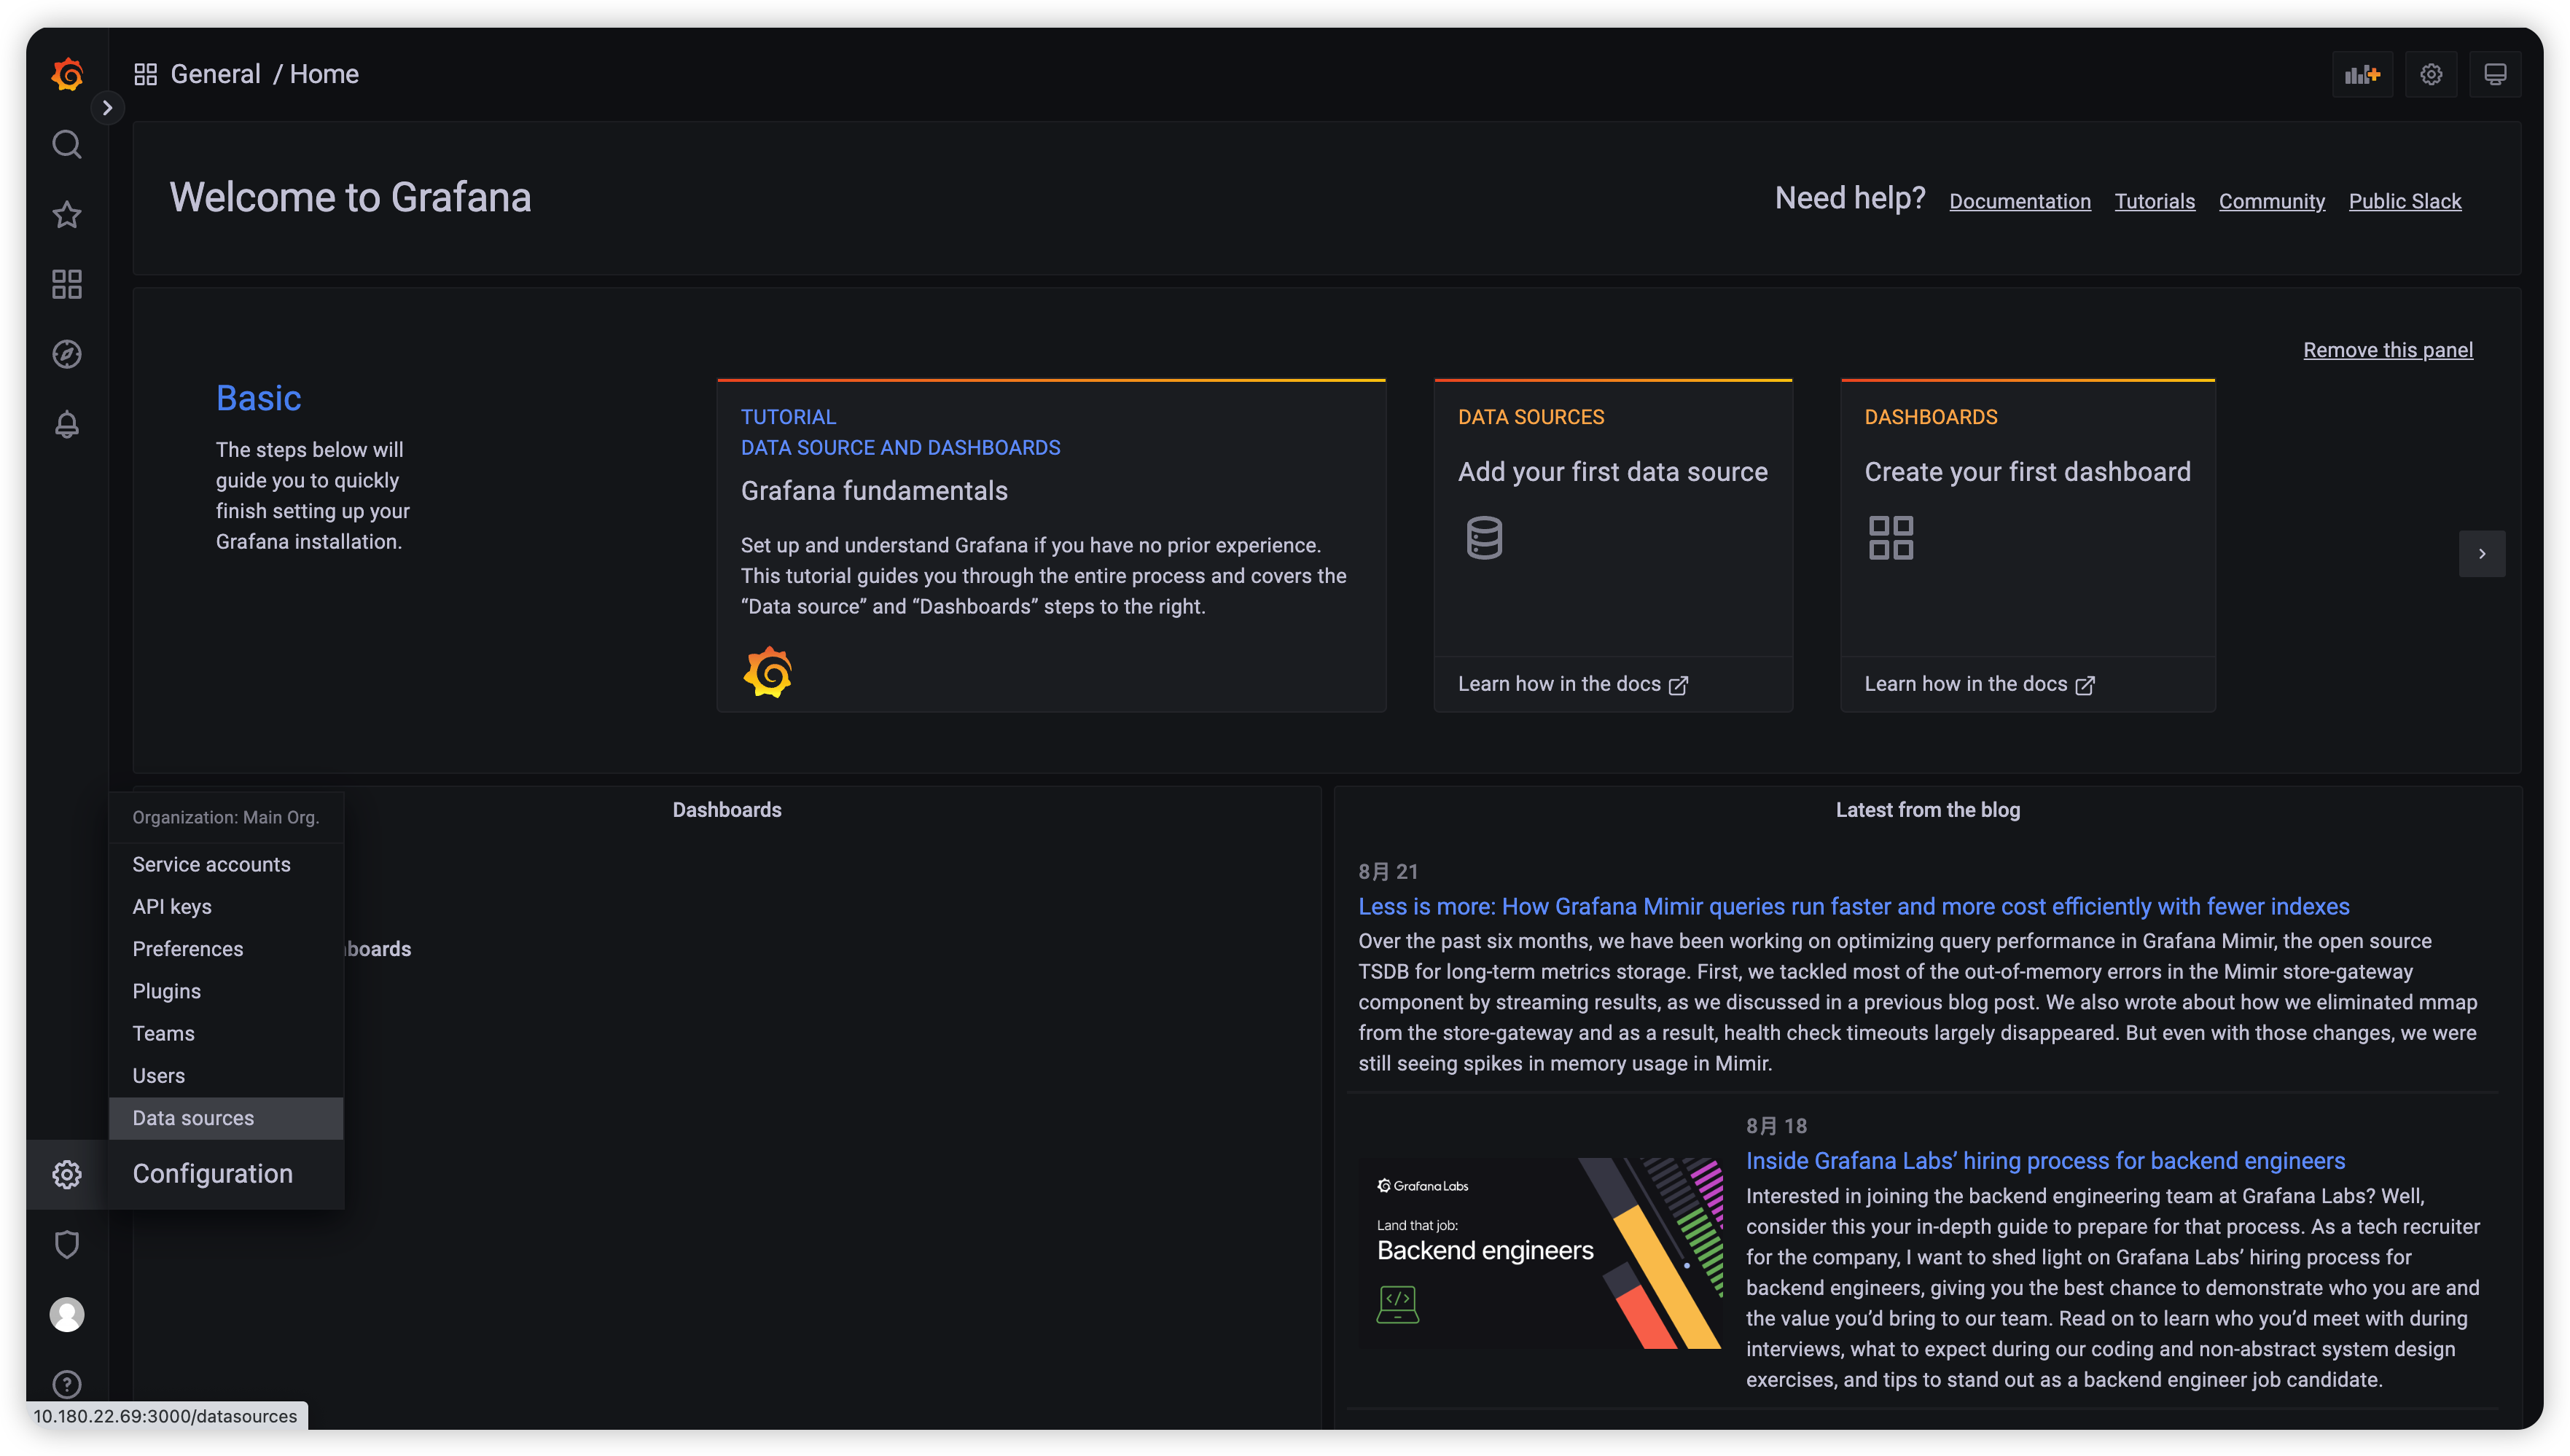 General / Home
Welcome to Grafana
Need help? Documentation Tutorials Community Public Slack
Remove this panel
Basic
The steps below will
guide you to quickly
finish setting up your
Grafana installation.
TUTORIAL
DATA SOURCE AND DASHBOARDS
Grafana fundamentals
Set up and understand Grafana if you have no prior experience.
This tutorial guides you through the entire process and covers the
“Data source” and “Dashboards” steps to the right.
DATA SOURCES
Add your first data source
Learn how in the docs
DASHBOARDS
Create your first dashboard
Learn how in the docs
Organization: Main Org.
Service accounts
API keys
Preferences
Plugins
Teams
Users
Data sources
Configuration
Dashboards
boards
Latest from the blog
8月 21
Less is more: How Grafana Mimir queries run faster and more cost efficiently with fewer indexes
Over the past six months, we have been working on optimizing query performance in Grafana Mimir, the open source
TSDB for long-term metrics storage. First, we tackled most of the out-of-memory errors in the Mimir store-gateway
component by streaming results, as we discussed in a previous blog post. We also wrote about how we eliminated mmap
from the store-gateway and as a result, health check timeouts largely disappeared. But even with those changes, we were
still seeing spikes in memory usage in Mimir.
Grafana Labs
Land that job:
Backend engineers
8月 18
Inside Grafana Labs’ hiring process for backend engineers
Interested in joining the backend engineering team at Grafana Labs? Well,
consider this your in-depth guide to prepare for that process. As a tech recruiter
for the company, I want to shed light on Grafana Labs’ hiring process for
backend engineers, giving you the best chance to demonstrate who you are and
the value you’d bring to our team. Read on to learn who you’d meet with during
interviews, what to expect during our coding and non-abstract system design
exercises, and tips to stand out as a backend engineer job candidate.
10.180.22.69:3000/datasources